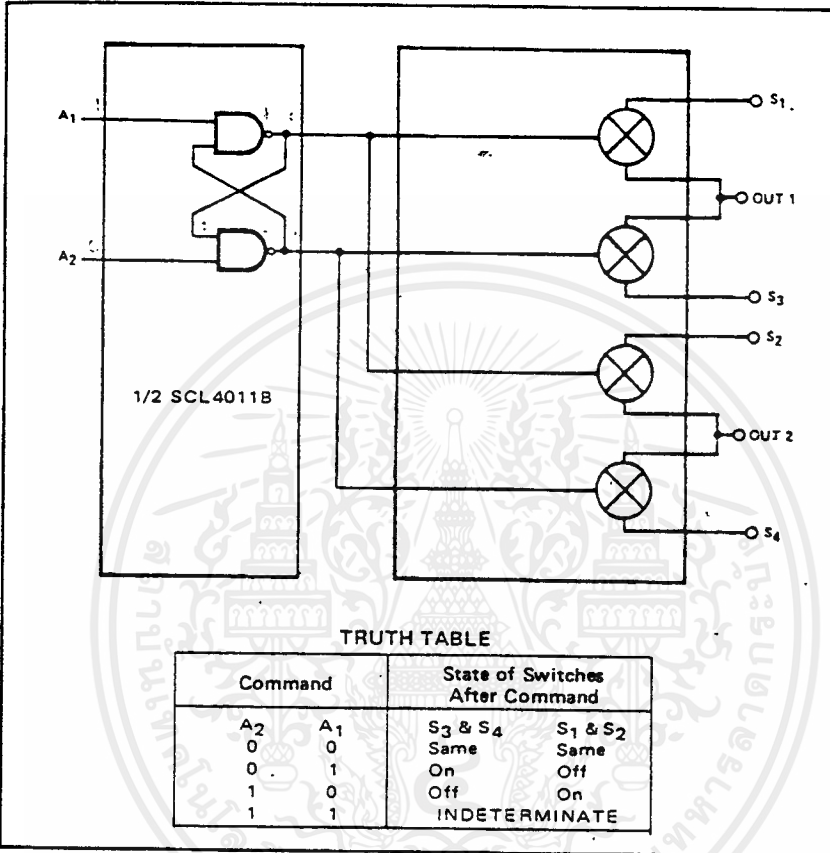 A1
A2
1/2 SCL4011B
S1
OUT 1
S3
S2
OUT 2
S4
TRUTH TABLE
Command State of Switches After Command
A2 A1 S3 & S4 S1 & S2
0 0 Same Same
0 1 On Off
1 0 Off On
1 1 INDETERMINATE